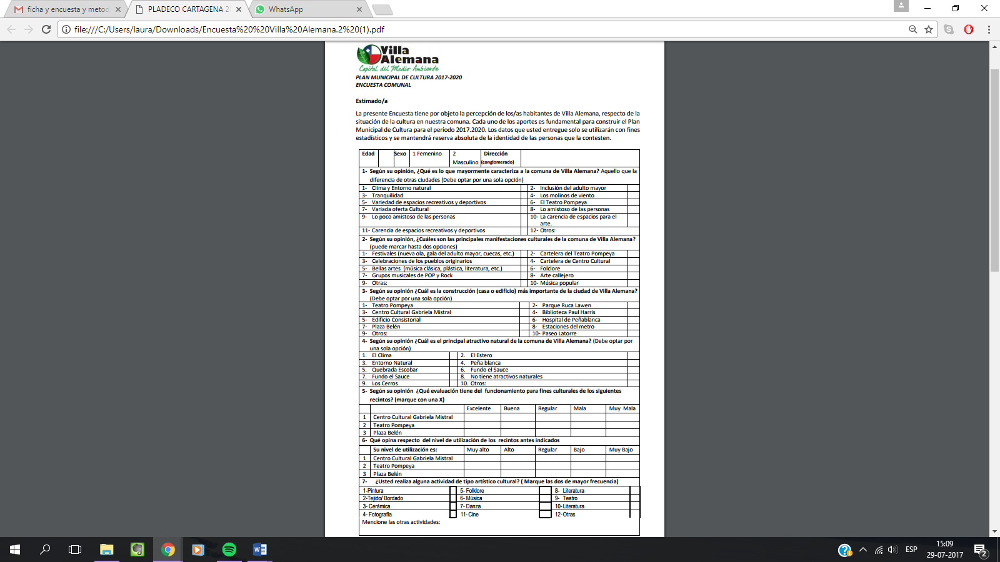 ficha y encuesta y metod
PLADECO CARTAGENA 2
WhatsApp
file:///C:/Users/laura/Downloads/Encuesta%20%20Villa%20Alemana.2%20(1).pdf
Villa
Alemana
Capital del Medio Ambiente
PLAN MUNICIPAL DE CULTURA 2017-2020
ENCUESTA COMUNAL
Estimado/a
La presente Encuesta tiene por objeto la percepción de los/as habitantes de Villa Alemana, respecto de la
situación de la cultura en nuestra comuna. Cada uno de los aportes es fundamental para construir el Plan
Municipal de Cultura para el período 2017.2020. Los datos que usted entregue solo se utilizarán con fines
estadísticos y se mantendrá reserva absoluta de la identidad de las personas que la contesten.
Edad Sexo 1 Femenino 2 Dirección
Masculino (conglomerado)
1- Según su opinión, ¿Qué es lo que mayormente caracteriza a la comuna de Villa Alemana? Aquello que la
diferencia de otras ciudades (Debe optar por una sola opción)
1- Clima y Entorno natural 2- Inclusión del adulto mayor
3- Tranquilidad 4- Los molinos de viento
5- Variedad de espacios recreativos y deportivos 6- El Teatro Pompeya
7- Variada oferta Cultural 8- Lo amistoso de las personas
9- Lo poco amistoso de las personas 10- La carencia de espacios para el
arte.
11- Carencia de espacios recreativos y deportivos 12- Otros:
2- Según su opinión, ¿Cuáles son las principales manifestaciones culturales de la comuna de Villa Alemana?
(puede marcar hasta dos opciones)
1- Festivales (nueva ola, gala del adulto mayor, cuecas, etc.) 2- Cartelera del Teatro Pompeya
3- Celebraciones de los pueblos originarios 4- Cartelera de Centro Cultural
5- Bellas artes (música clásica, plástica, literatura, etc.) 6- Folclore
7- Grupos musicales de POP y Rock 8- Arte callejero
9- Otras: 10- Música popular
3- Según su opinión ¿Cuál es la construcción (casa o edificio) más importante de la ciudad de Villa Alemana?
(Debe optar por una sola opción)
1- Teatro Pompeya 2- Parque Ruca Lawen
3- Centro Cultural Gabriela Mistral 4- Biblioteca Paul Harris
5- Edificio Consistorial 6- Hospital de Peñablanca
7- Plaza Belén 8- Estaciones del metro
9- Otros: 10- Paseo Latorre
4- Según su opinión ¿Cuál es el principal atractivo natural de la comuna de Villa Alemana? (Debe optar por
una sola opción)
1. El Clima 2. El Estero
3. Entorno Natural 4. Peña blanca
5. Quebrada Escobar 6. Fundo el Sauce
7. Fundo el Sauce 8. No tiene atractivos naturales
9. Los Cerros 10. Otros:
5- Según su opinión ¿Qué evaluación tiene del funcionamiento para fines culturales de los siguientes
recintos? (marque con una X)
Excelente Buena Regular Mala Muy Mala
1 Centro Cultural Gabriela Mistral
2 Teatro Pompeya
3 Plaza Belén
6- Qué opina respecto del nivel de utilización de los recintos antes indicados
Su nivel de utilización es: Muy alto Alto Regular Bajo Muy Bajo
1 Centro Cultural Gabriela Mistral
2 Teatro Pompeya
3 Plaza Belén
7- ¿Usted realiza alguna actividad de tipo artístico cultural? ( Marque las dos de mayor frecuencia)
1-Pintura 5- Folklore 8- Literatura
2-Tejido/ Bordado 6- Música 9- Teatro
3- Cerámica 7- Danza 10-Literatura
4- Fotografía 11-Cine 12-Otras
Mencione las otras actividades:
ESP
15:09
29-07-2017
2